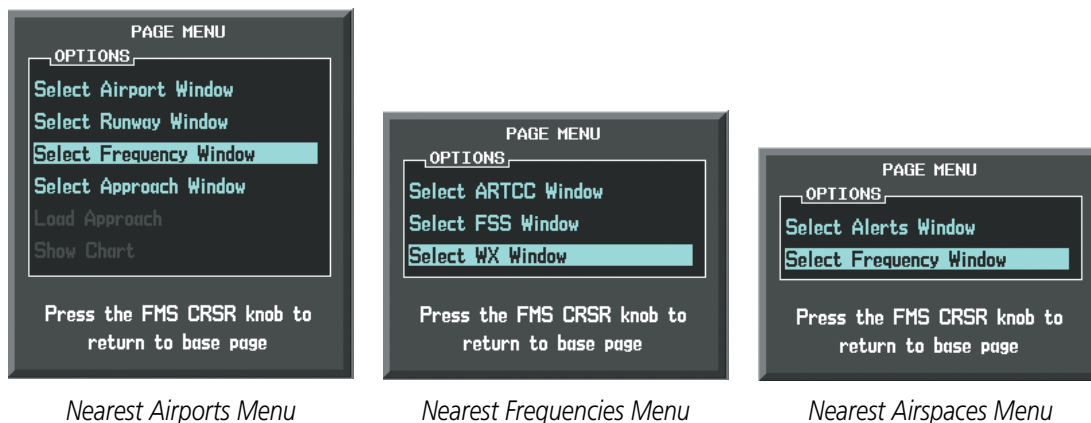 PAGE MENU
OPTIONS
Select Airport Window
Select Runway Window
Select Frequency Window
Select Approach Window
Load Approach
Show Chart
Press the FMS CRSR knob to
return to base page
Nearest Airports Menu
PAGE MENU
OPTIONS
Select ARTCC Window
Select FSS Window
Select WX Window
Press the FMS CRSR knob to
return to base page
Nearest Frequencies Menu
PAGE MENU
OPTIONS
Select Alerts Window
Select Frequency Window
Press the FMS CRSR knob to
return to base page
Nearest Airspaces Menu